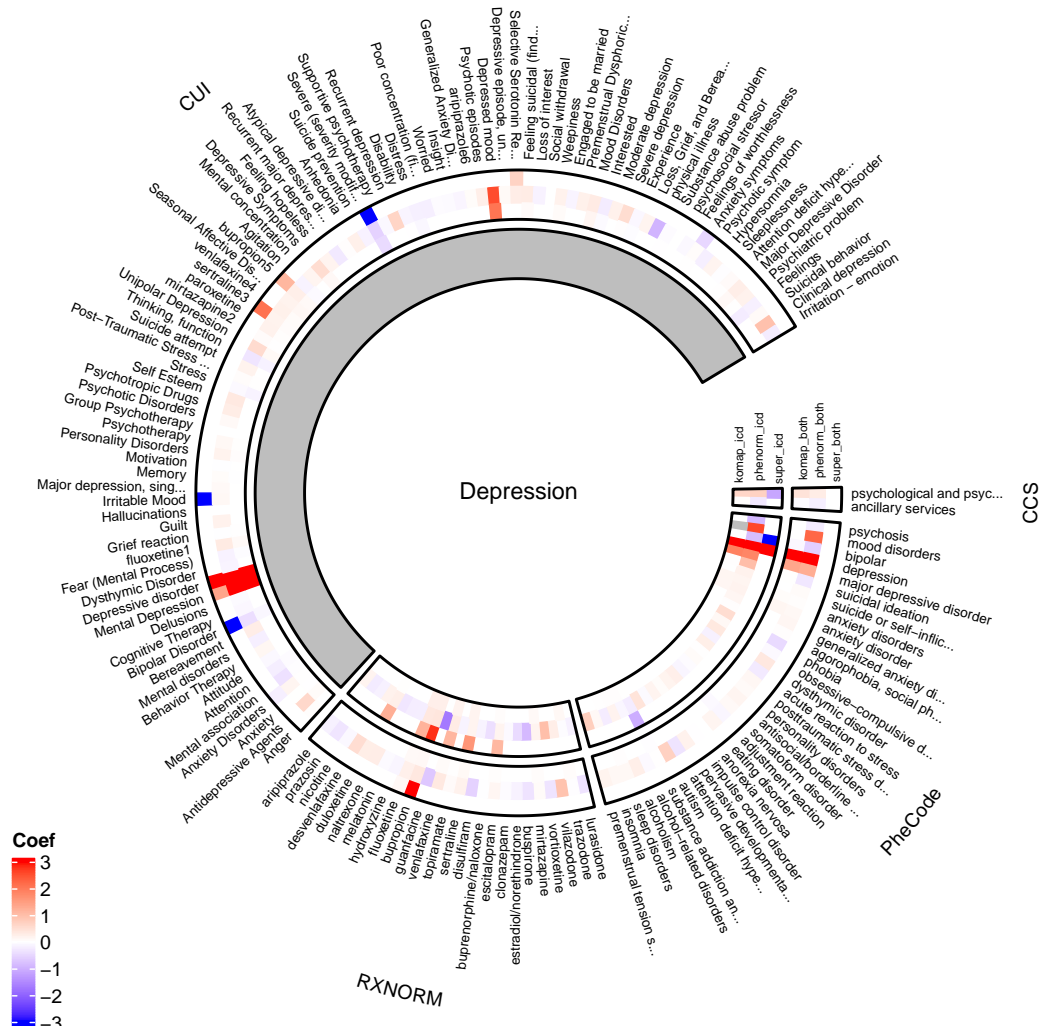 CUI
Antidepressive Agents
Anger
Anxiety
Anxiety Disorders
Mental association
Attention
Attitude
Behavior Therapy
Mental disorders
Bereavement
Bipolar Disorder
Cognitive Therapy
Delusions
Mental Depression
Depressive disorder
Dysthymic Disorder
Fear (Mental Process)
fluoxetine1
Grief reaction
Guilt
Hallucinations
Irritable Mood
Major depression, sing...
Memory
Motivation
Personality Disorders
Psychotherapy
Group Psychotherapy
Psychotic Disorders
Psychotropic Drugs
Self Esteem
Stress
Post−Traumatic Stress ...
Suicide attempt
Thinking, function
Unipolar Depression
mirtazapine2
paroxetine
sertraline3
venlafaxine4
Seasonal Affective Dis...
bupropion5
Agitation
Mental concentration
Depressive Symptoms
Feeling hopeless
Recurrent major depres...
Atypical depressive di...
Anhedonia
Suicide prevention
Severe (severity modi...
Supportive psychotherapy
Recurrent depression
Disability
Distress
Poor concentration (fi...
Worried
Insight
Generalized Anxiety Di...
aripiprazole6
Psychotic episodes
Depressed mood
Depressive episode, un...
Selective Serotonin Re...
Feeling suicidal (find...
Loss of interest
Social withdrawal
Weepiness
Engaged to be married
Premenstrual Dysphoric...
Mood Disorders
Interested
Moderate depression
Severe depression
Experience
Loss, Grief, and Berea...
Physical illness
Substance abuse problem
Psychosocial stressor
Feelings of worthlessness
Anxiety symptoms
Psychotic symptom
Hypersomnia
Sleeplessness
Attention deficit hype...
Major Depressive Disorder
Psychiatric problem
Feelings
Suicidal behavior
Clinical depression
Irritation − emotion
komap_icd
phenorm_icd
super_icd
komap_both
phenorm_both
super_both
Depression
psychological and psyc...
ancillary services
CCS
psychosis
mood disorders
bipolar
depression
major depressive disorder
suicidal ideation
suicide or self−inflic...
anxiety disorders
anxiety disorder
generalized anxiety di...
agorophobia, social ph...
phobia
obsessive−compulsive d...
dysthymic disorder
acute reaction to stress
posttraumatic stress d...
personality disorders
antisocial/borderline ...
somatoform disorder
adjustment reaction
eating disorder
anorexia nervosa
impulse control disorder
pervasive developmenta...
attention deficit hype...
autism
substance addiction an...
alcohol−related disorders
alcoholism
sleep disorders
insomnia
premenstrual tension s...
PheCode
lurasidone
trazodone
vilazodone
vortioxetine
mirtazapine
buspirone
estradiol/norethindrone
clonazepam
escitalopram
buprenorphine/naloxone
disulfiram
sertraline
topiramate
venlafaxine
guanfacine
bupropion
fluoxetine
hydroxyzine
melatonin
naltrexone
duloxetine
desvenlafaxine
nicotine
prazosin
aripiprazole
RXNORM
Coef
3
2
1
0
−1
−2
−3